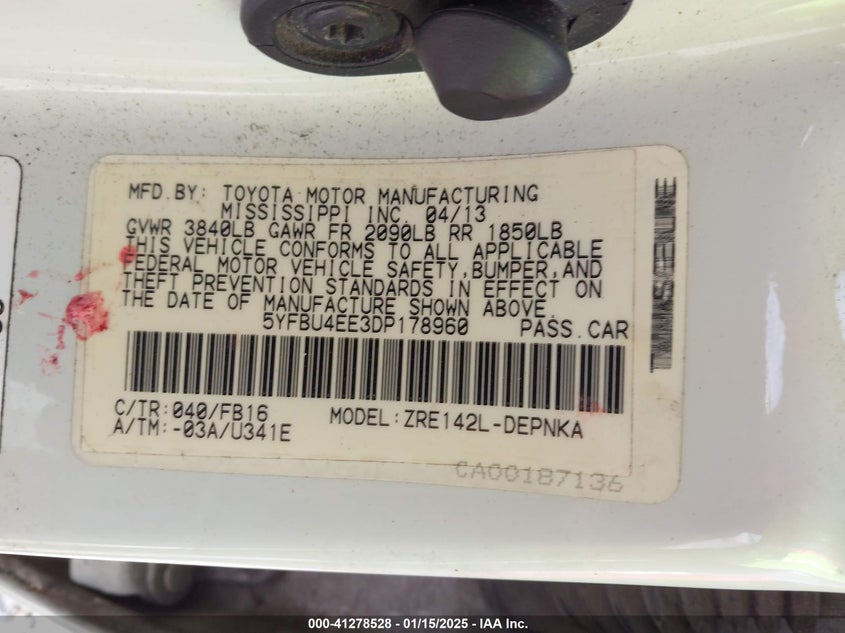 MFD.BY: TOYOTA MOTOR MANUFACTURING
MISSISSIPPI INC. 04/13
GVWR 3840LB GAWR FR 2090LB RR 1850LB
THIS VEHICLE CONFORMS TO ALL APPLICABLE
FEDERAL MOTOR VEHICLE SAFETY,BUMPER,AND
THEFT PREVENTION STANDARDS IN EFFECT ON
THE DATE OF MANUFACTURE SHOWN ABOVE.
5YFBU4EE3DP178960 PASS.CAR
C/TR:040/FB16 MODEL:ZRE142L-DEPNKA
A/TM:-03A/U341E
CA00187136
000-41278528 - 01/15/2025 - IAA Inc.